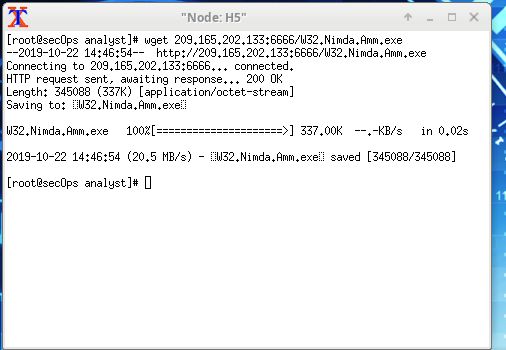 "Node: H5"
[root@secOps analyst]# wget 209.165.202.133:6666/W32.Nimda.Amm.exe
--2019-10-22 14:46:54--  http://209.165.202.133:6666/W32.Nimda.Amm.exe
Connecting to 209.165.202.133:6666... connected.
HTTP request sent, awaiting response... 200 OK
Length: 345088 (337K) [application/octet-stream]
Saving to: ░W32.Nimda.Amm.exe░
W32.Nimda.Amm.exe   100%[=====================>] 337.00K  --.-KB/s   in 0.02s
2019-10-22 14:46:54 (20.5 MB/s) - ░W32.Nimda.Amm.exe░ saved [345088/345088]
[root@secOps analyst]#